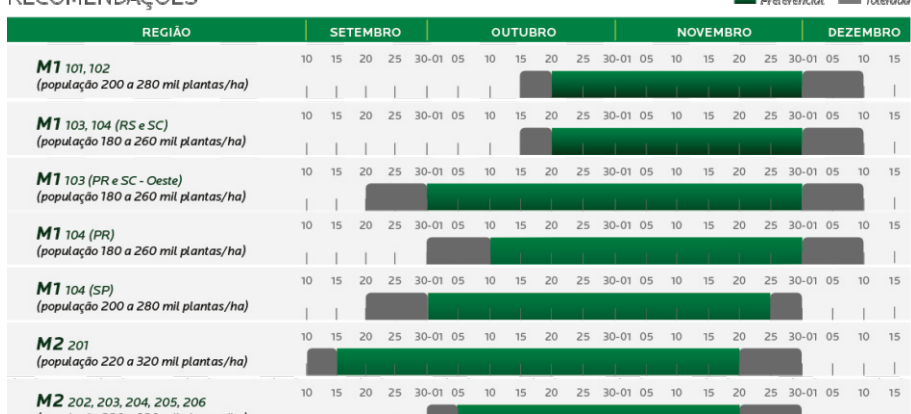 RECOMENDAÇÕES
Preferencial Tolerada
REGIÃO SETEMBRO OUTUBRO NOVEMBRO DEZEMBRO
M1 101, 102
(população 200 a 280 mil plantas/ha)
10 15 20 25 30-01 05 10 15 20 25 30-01 05 10 15 20 25 30-01 05 10 15
M1 103, 104 (RS e SC)
(população 180 a 260 mil plantas/ha)
10 15 20 25 30-01 05 10 15 20 25 30-01 05 10 15 20 25 30-01 05 10 15
M1 103 (PR e SC - Oeste)
(população 180 a 260 mil plantas/ha)
10 15 20 25 30-01 05 10 15 20 25 30-01 05 10 15 20 25 30-01 05 10 15
M1 104 (PR)
(população 180 a 260 mil plantas/ha)
10 15 20 25 30-01 05 10 15 20 25 30-01 05 10 15 20 25 30-01 05 10 15
M1 104 (SP)
(população 200 a 280 mil plantas/ha)
10 15 20 25 30-01 05 10 15 20 25 30-01 05 10 15 20 25 30-01 05 10 15
M2 201
(população 220 a 320 mil plantas/ha)
10 15 20 25 30-01 05 10 15 20 25 30-01 05 10 15 20 25 30-01 05 10 15
M2 202, 203, 204, 205, 206
10 15 20 25 30-01 05 10 15 20 25 30-01 05 10 15 20 25 30-01 05 10 15